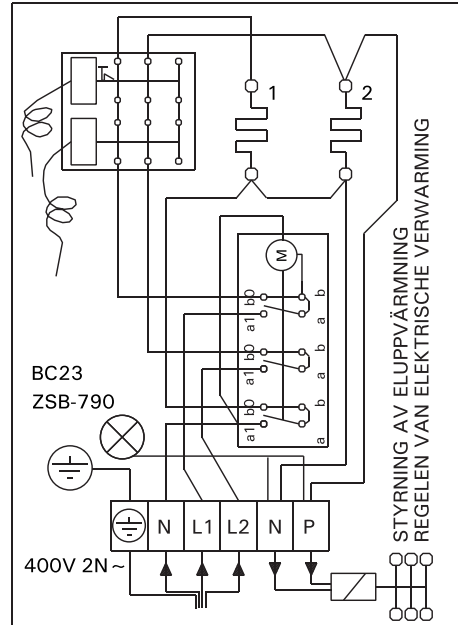 1
2
7
M
b0 b
a1 a
b0 b
a1 a
b0 b
a1 a
BC23
ZSB-790
N L1 L2 N P
400V 2N~
STYRNING AV ELUPPVÄRMNING
REGELEN VAN ELEKTRISCHE VERWARMING